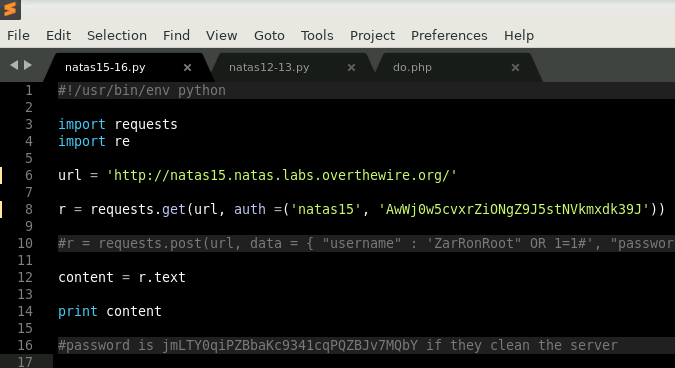 File Edit Selection Find View Goto Tools Project Preferences Help
natas15-16.py × natas12-13.py × do.php ×
1 #!/usr/bin/env python
2
3 import requests
4 import re
5
6 url = 'http://natas15.natas.labs.overthewire.org/'
7
8 r = requests.get(url, auth =('natas15', 'AwWj0w5cvxrZiONgZ9J5stNVkmxdk39J'))
9
10 #r = requests.post(url, data = { "username" : 'ZarRonRoot" OR 1=1#', "passwor
11
12 content = r.text
13
14 print content
15
16 #password is jmLTY0qiPZBbaKc9341cqPQZBJv7MQbY if they clean the server
17